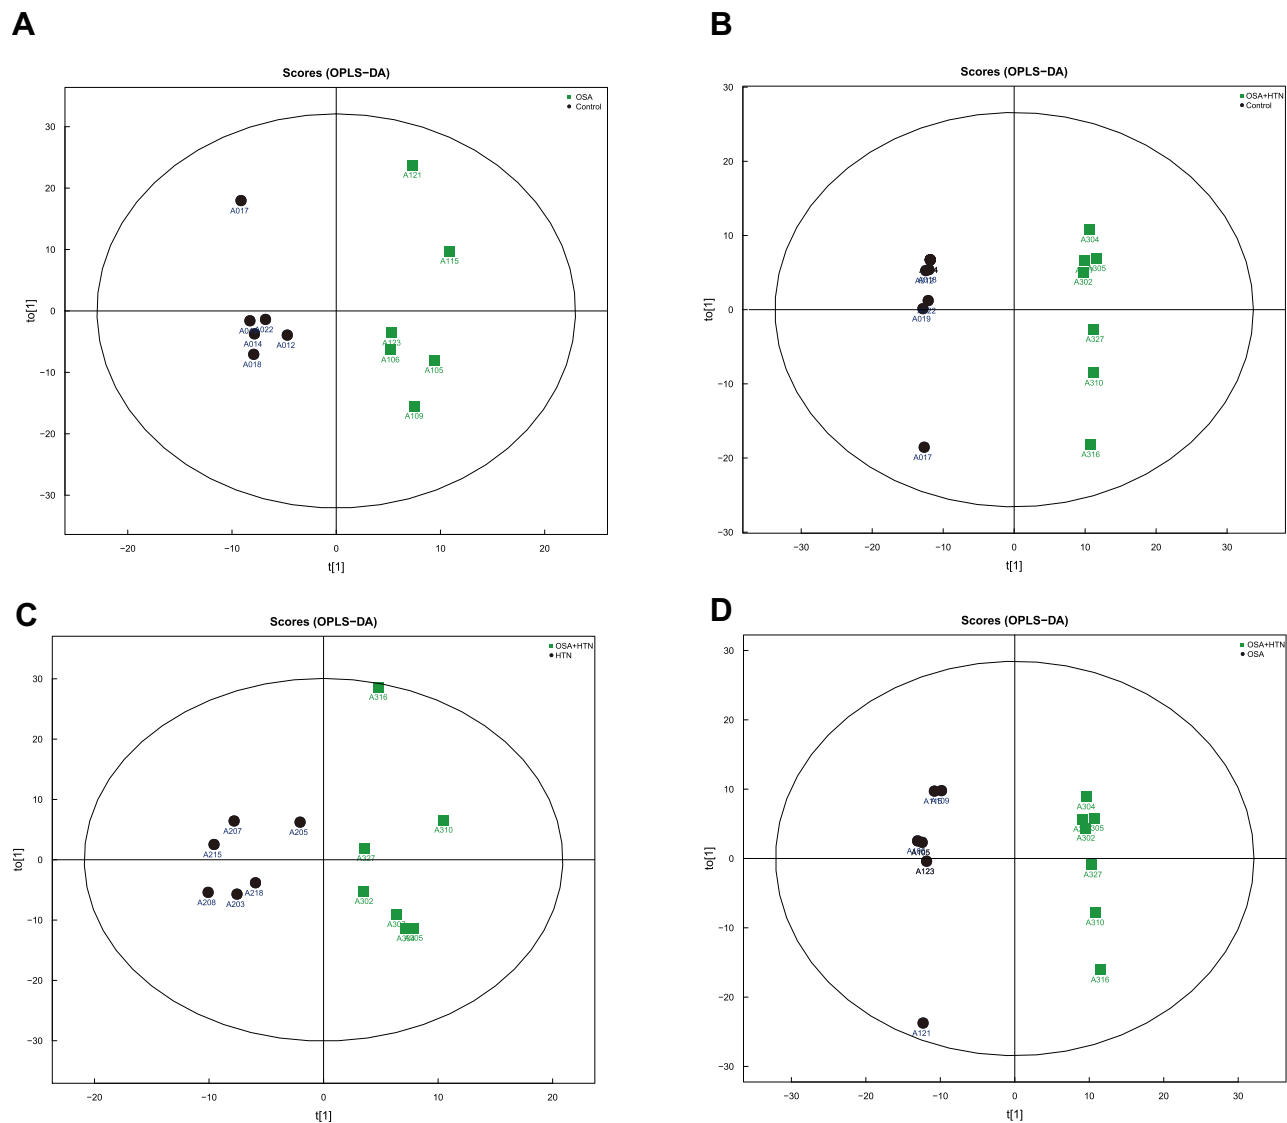 A
Scores (OPLS−DA)
OSA
Control
to[1]
30
20
10
0
−10
−20
−30
A121
A017
A115
A022
A123
A014
A012
A106
A018
A105
A109
−20
−10
0
10
20
t[1]
B
Scores (OPLS−DA)
OSA+HTN
Control
to[1]
30
20
10
0
−10
−20
−30
A304
A305
A018
A012
A302
A019
A327
A310
A017
A316
−30
−20
−10
0
10
20
30
t[1]
C
Scores (OPLS−DA)
OSA+HTN
HTN
to[1]
30
20
10
0
−10
−20
−30
A316
A207
A205
A310
A215
A327
A218
A208
A203
A302
A305
−20
−10
0
10
20
t[1]
D
Scores (OPLS−DA)
OSA+HTN
OSA
to[1]
30
20
10
0
−10
−20
−30
A304
A115
A109
A305
A302
A105
A123
A327
A310
A316
A121
−30
−20
−10
0
10
20
30
t[1]